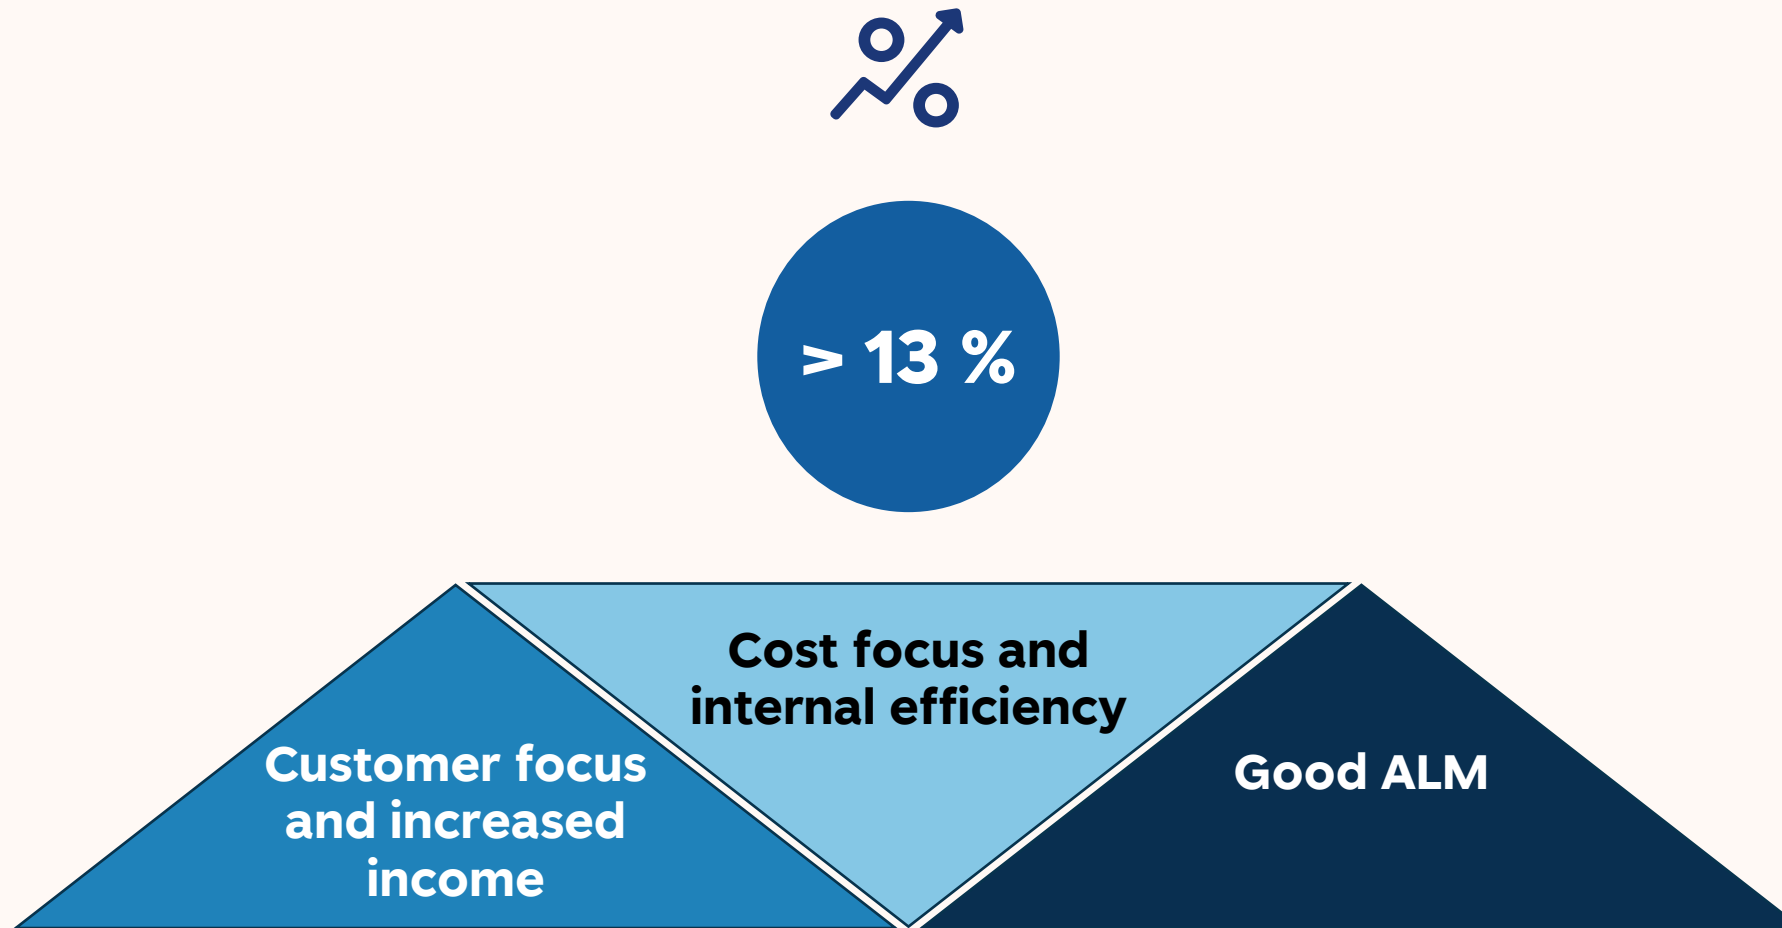 > 13 %
Cost focus and
internal efficiency
Customer focus
and increased
income
Good ALM